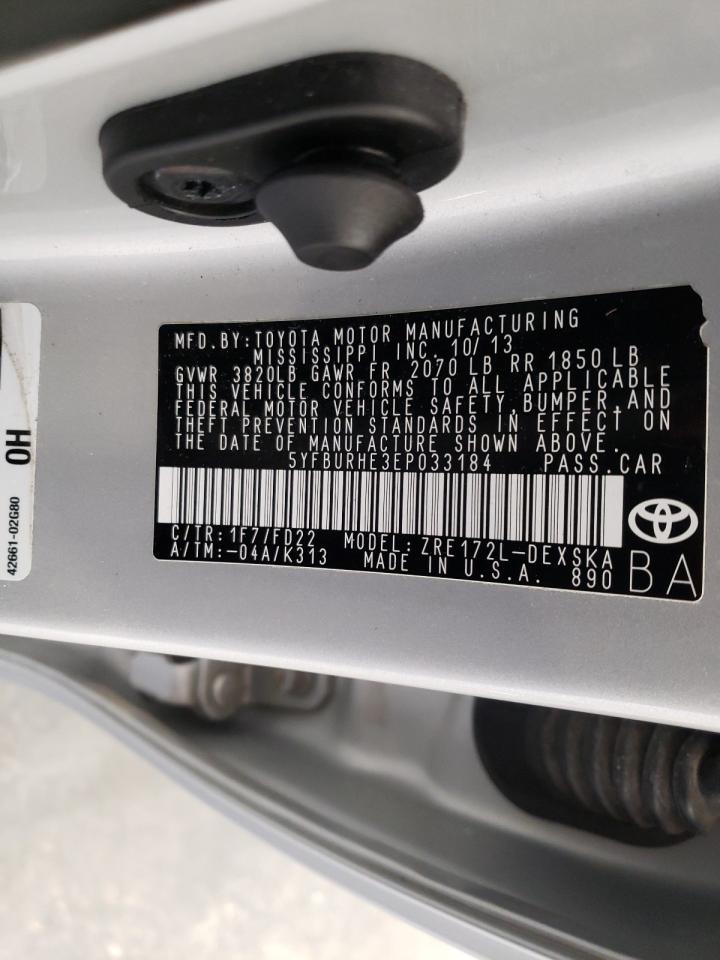 MFD. BY: TOYOTA MOTOR MANUFACTURING
MISSISSIPPI INC. 10/13
GVWR 3820LB GAWR FR 2070 LB RR 1850 LB
THIS VEHICLE CONFORMS TO ALL APPLICABLE
FEDERAL MOTOR VEHICLE SAFETY, BUMPER, AND
THEFT PREVENTION STANDARDS IN EFFECT ON
THE DATE OF MANUFACTURE SHOWN ABOVE.
5YFBURHE3EP033184 PASS. CAR
C/TR: 1F7/FD22 MODEL: ZRE172L-DEXSKA
A/TM: -04A/K313 MADE IN U.S.A. 890
BA
0H
42661-02G80